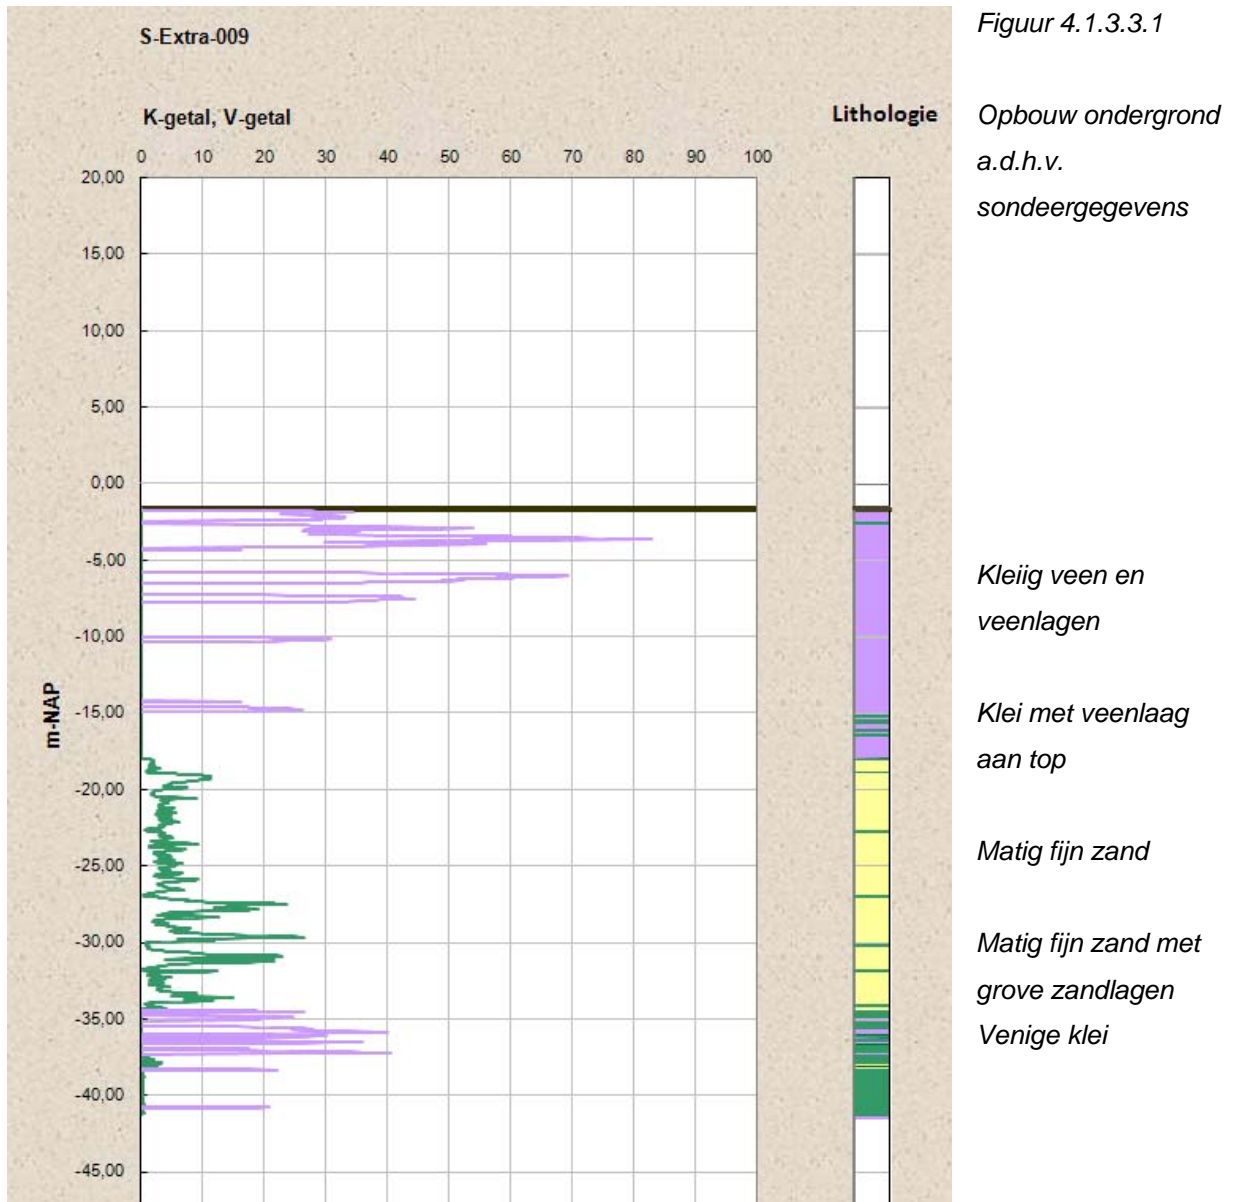 S-Extra-009
K-getal, V-getal
Lithologie
0 10 20 30 40 50 60 70 80 90 100
20,00
15,00
10,00
5,00
0,00
-5,00
-10,00
-15,00
-20,00
-25,00
-30,00
-35,00
-40,00
-45,00
m-NAP
Figuur 4.1.3.3.1
Opbouw ondergrond
a.d.h.v.
sondeergegevens
Kleiig veen en
veenlagen
Klei met veenlaag
aan top
Matig fijn zand
Matig fijn zand met
grove zandlagen
Venige klei